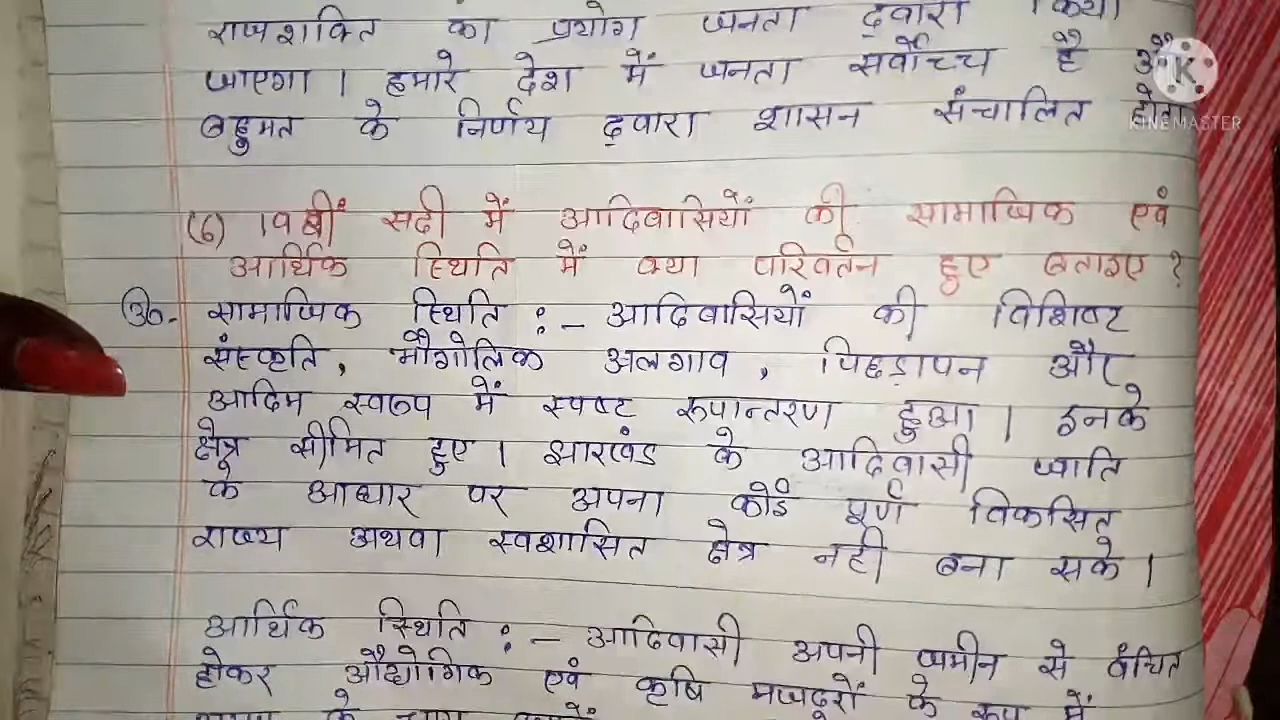 राजशक्ति का प्रयोग जनता द्वारा किया
जाएगा । हमारे देश में जनता सर्वोच्च है
बहुमत के निर्णय द्वारा शासन संचालित होता
K
KINEMASTER
(6) 19वीं सदी में आदिवासियों की सामाजिक एवं
आर्थिक स्थिति में क्या परिवर्तन हुए बताइए ?
उ०- सामाजिक स्थिति :- आदिवासियों की विशिष्ट
संस्कृति, भौगोलिक अलगाव, पिछड़ापन और
आदिम स्वरुप में स्पष्ट रूपान्तरण हुआ । इनके
क्षेत्र सीमित हुए । झारखंड के आदिवासी जाति
के आधार पर अपना कोई पूर्ण विकसित
राज्य अथवा स्वशासित क्षेत्र नही बना सके ।
आर्थिक स्थिति :- आदिवासी अपनी जमीन से वंचित
होकर औद्योगिक एवं कृषि मजदूरों के रूप में